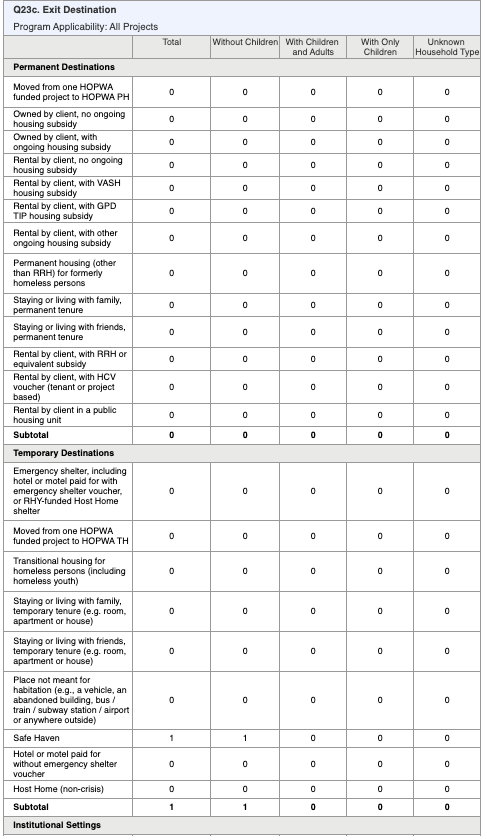 Q23c. Exit Destination
Program Applicability: All Projects
Total Without Children With Children and Adults With Only Children Unknown Household Type
Permanent Destinations
Moved from one HOPWA
funded project to HOPWA PH 0 0 0 0 0
Owned by client, no ongoing
housing subsidy 0 0 0 0 0
Owned by client, with
ongoing housing subsidy 0 0 0 0 0
Rental by client, no ongoing
housing subsidy 0 0 0 0 0
Rental by client, with VASH
housing subsidy 0 0 0 0 0
Rental by client, with GPD
TIP housing subsidy 0 0 0 0 0
Rental by client, with other
ongoing housing subsidy 0 0 0 0 0
Permanent housing (other
than RRH) for formerly
homeless persons 0 0 0 0 0
Staying or living with family,
permanent tenure 0 0 0 0 0
Staying or living with friends,
permanent tenure 0 0 0 0 0
Rental by client, with RRH or
equivalent subsidy 0 0 0 0 0
Rental by client, with HCV
voucher (tenant or project
based) 0 0 0 0 0
Rental by client in a public
housing unit 0 0 0 0 0
Subtotal 0 0 0 0 0
Temporary Destinations
Emergency shelter, including
hotel or motel paid for with
emergency shelter voucher,
or RHY-funded Host Home
shelter 0 0 0 0 0
Moved from one HOPWA
funded project to HOPWA TH 0 0 0 0 0
Transitional housing for
homeless persons (including
homeless youth) 0 0 0 0 0
Staying or living with family,
temporary tenure (e.g. room,
apartment or house) 0 0 0 0 0
Staying or living with friends,
temporary tenure (e.g. room,
apartment or house) 0 0 0 0 0
Place not meant for
habitation (e.g., a vehicle, an
abandoned building, bus /
train / subway station / airport
or anywhere outside) 0 0 0 0 0
Safe Haven 1 1 0 0 0
Hotel or motel paid for
without emergency shelter
voucher 0 0 0 0 0
Host Home (non-crisis) 0 0 0 0 0
Subtotal 1 1 0 0 0
Institutional Settings